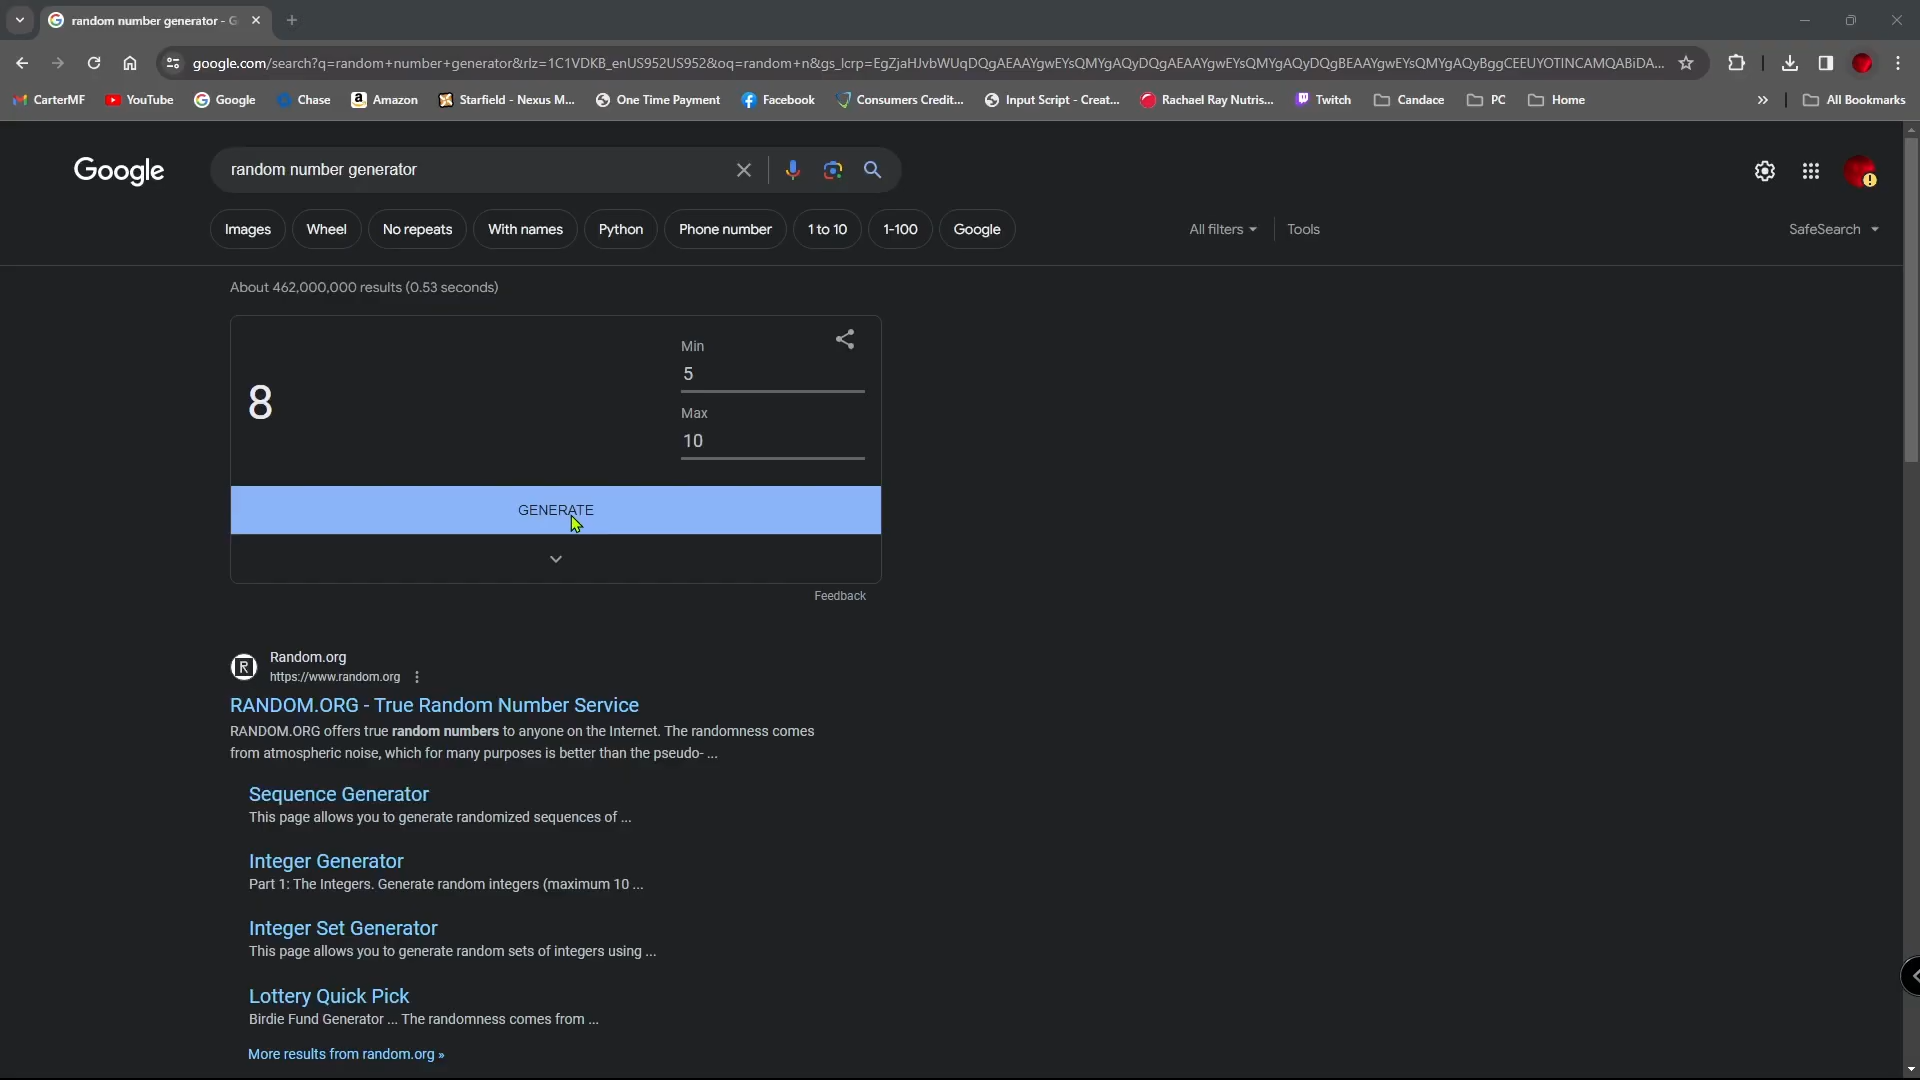 random number generator - G
google.com/search?q=random+number+generator&rlz=1C1VDKB_enUS952US952&oq=random+n&gs_lcrp=EgZjaHJvbWUqDQgAEAAYgwEYsQMYgAQyDQgAEAAYgwEYsQMYgAQyDQgBEAAYgwEYsQMYgAQyBggCEEUYOTINCAMQABiDA...
CarterMF YouTube Google Chase Amazon Starfield - Nexus M... One Time Payment Facebook Consumers Credit... Input Script - Creat... Rachael Ray Nutris... Twitch Candace PC Home » All Bookmarks
Google random number generator
Images Wheel No repeats With names Python Phone number 1 to 10 1-100 Google All filters Tools SafeSearch
About 462,000,000 results (0.53 seconds)
Min
5
8
Max
10
GENERATE
Feedback
Random.org
https://www.random.org
RANDOM.ORG - True Random Number Service
RANDOM.ORG offers true random numbers to anyone on the Internet. The randomness comes
from atmospheric noise, which for many purposes is better than the pseudo- ...
Sequence Generator
This page allows you to generate randomized sequences of ...
Integer Generator
Part 1: The Integers. Generate random integers (maximum 10 ...
Integer Set Generator
This page allows you to generate random sets of integers using ...
Lottery Quick Pick
Birdie Fund Generator ... The randomness comes from ...
More results from random.org »